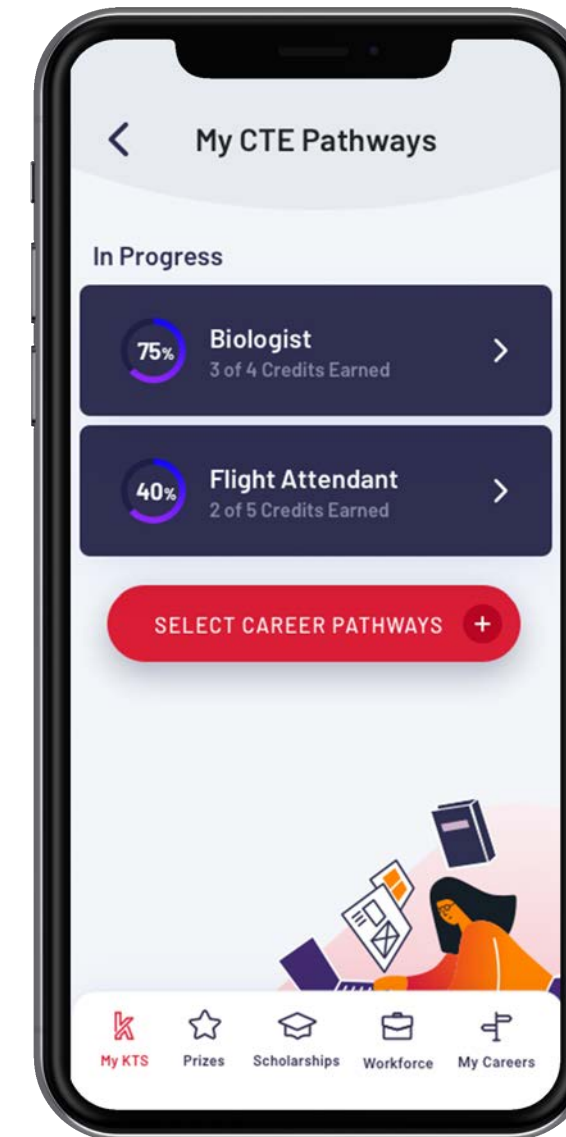 My CTE Pathways
In Progress
75%
Biologist
3 of 4 Credits Earned
40%
Flight Attendant
2 of 5 Credits Earned
SELECT CAREER PATHWAYS +
My KTS
Prizes
Scholarships
Workforce
My Careers